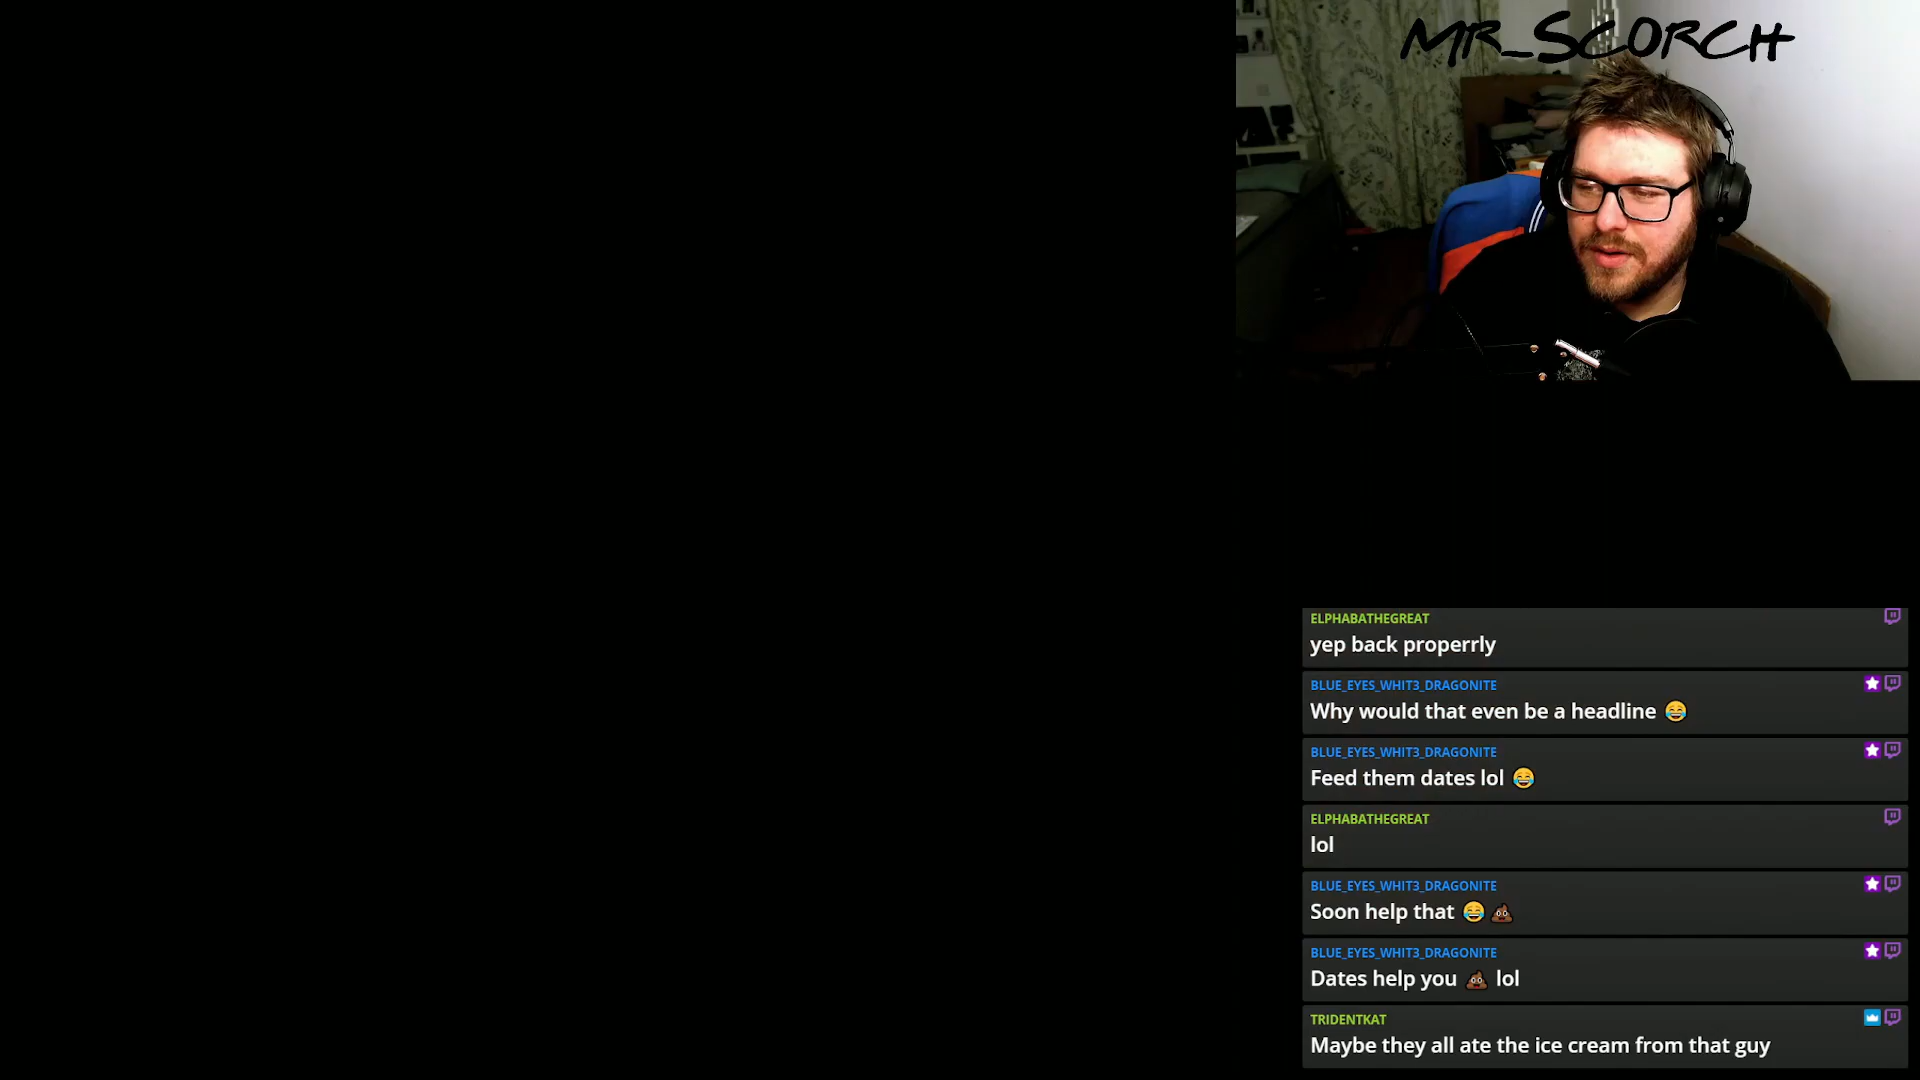 MR_SCORCH
ELPHABATHEGREAT
yep back properrly
BLUE_EYES_WHIT3_DRAGONITE
Why would that even be a headline 😂
BLUE_EYES_WHIT3_DRAGONITE
Feed them dates lol 😂
ELPHABATHEGREAT
lol
BLUE_EYES_WHIT3_DRAGONITE
Soon help that 😂 💩
BLUE_EYES_WHIT3_DRAGONITE
Dates help you 💩 lol
TRIDENTKAT
Maybe they all ate the ice cream from that guy